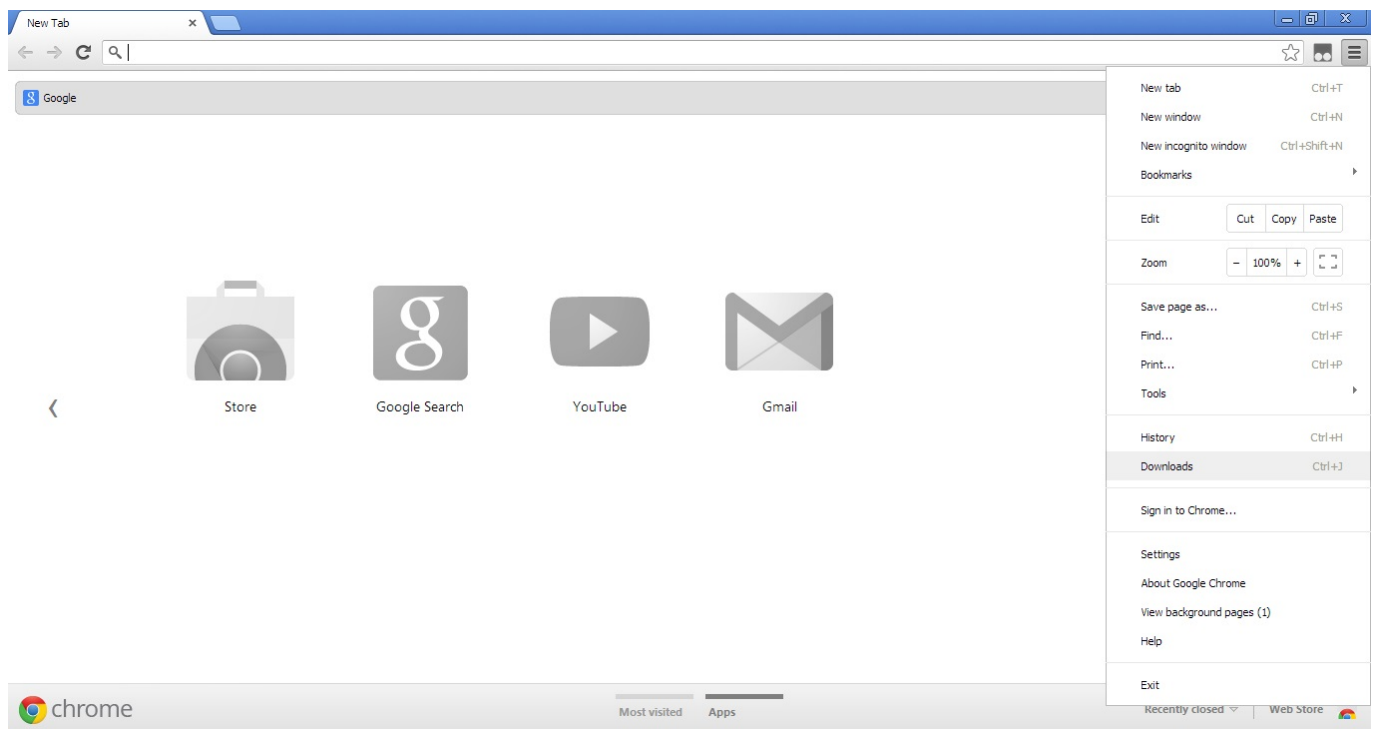 New Tab
Google
New tab Ctrl+T
New window Ctrl+N
New incognito window Ctrl+Shift+N
Bookmarks
Edit Cut Copy Paste
Zoom - 100% +
Save page as... Ctrl+S
Find... Ctrl+F
Print... Ctrl+P
Tools
Store Google Search YouTube Gmail
History Ctrl+H
Downloads Ctrl+J
Sign in to Chrome...
Settings
About Google Chrome
View background pages (1)
Help
Exit
chrome Most visited Apps Recently closed Web Store